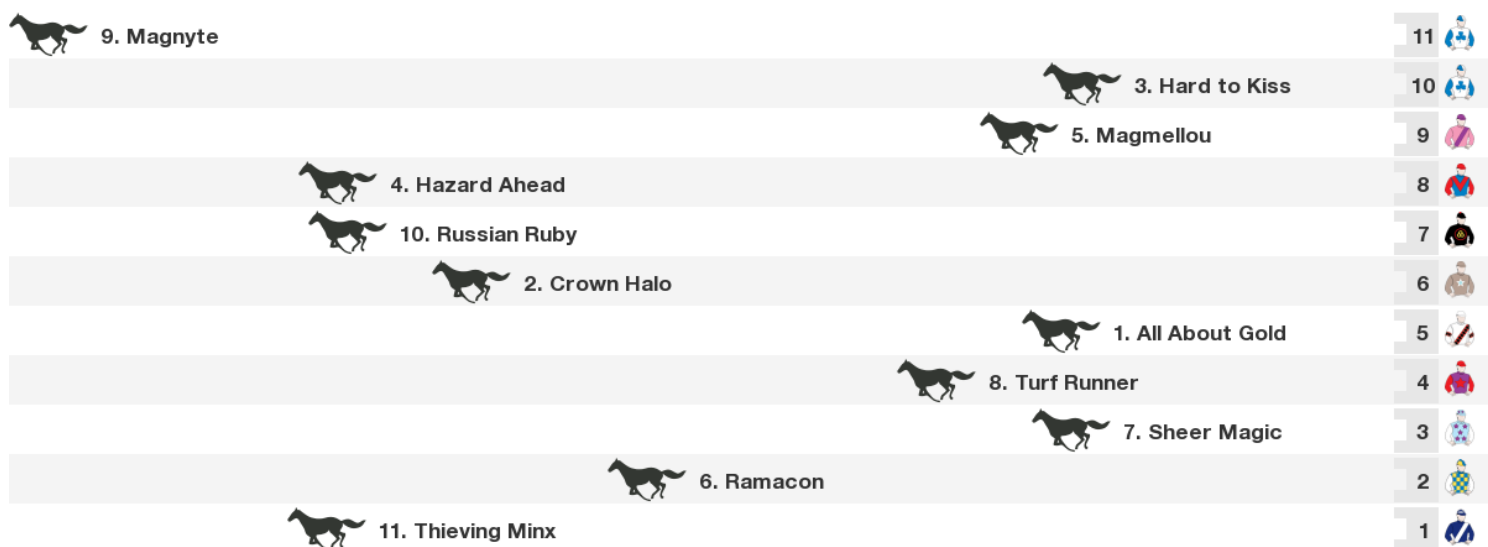 9. Magnyte 11
3. Hard to Kiss 10
5. Magmellou 9
4. Hazard Ahead 8
10. Russian Ruby 7
2. Crown Halo 6
1. All About Gold 5
8. Turf Runner 4
7. Sheer Magic 3
6. Ramacon 2
11. Thieving Minx 1